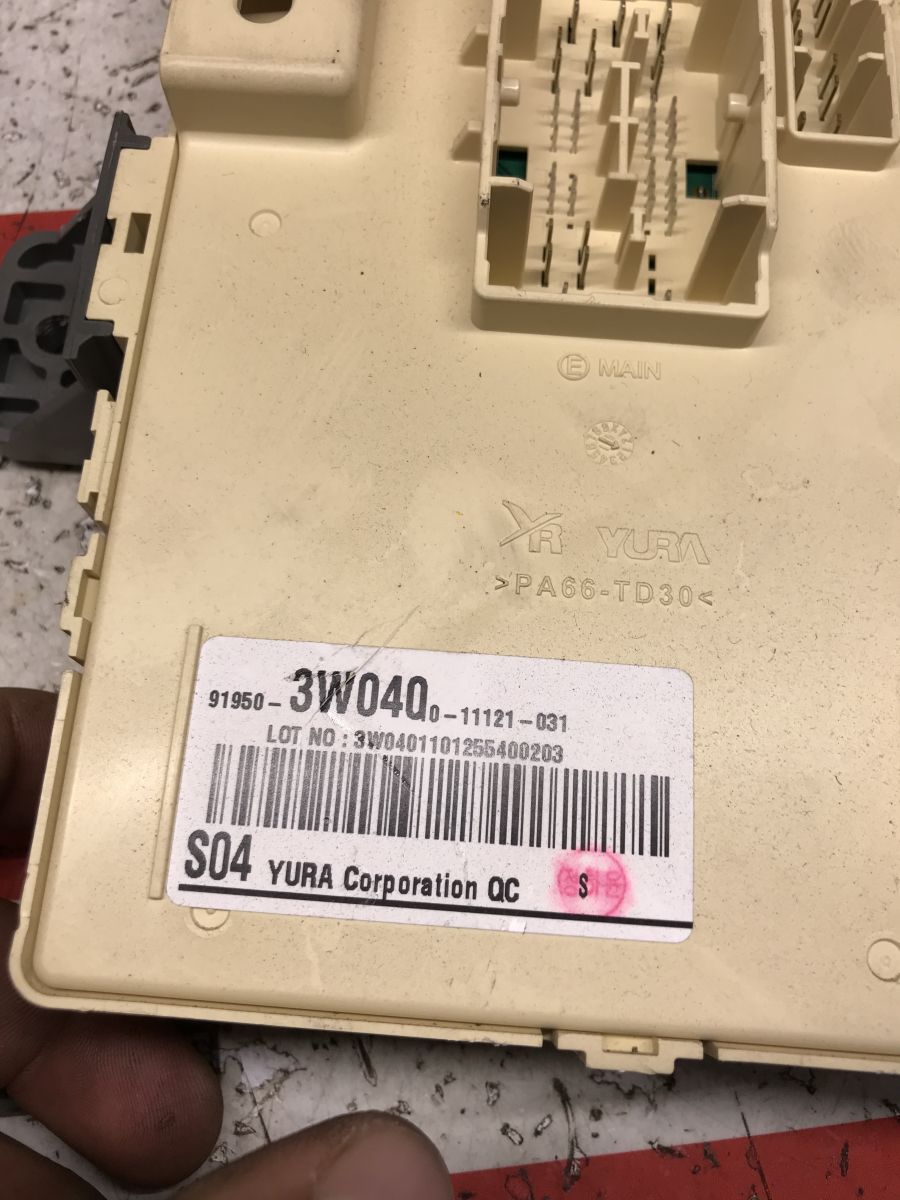 Ⓔ MAIN
YR YURA
>PA66-TD30<
91950-3W040 0-11121-031
LOT NO : 3W0401101255400203
S04 YURA Corporation QC S